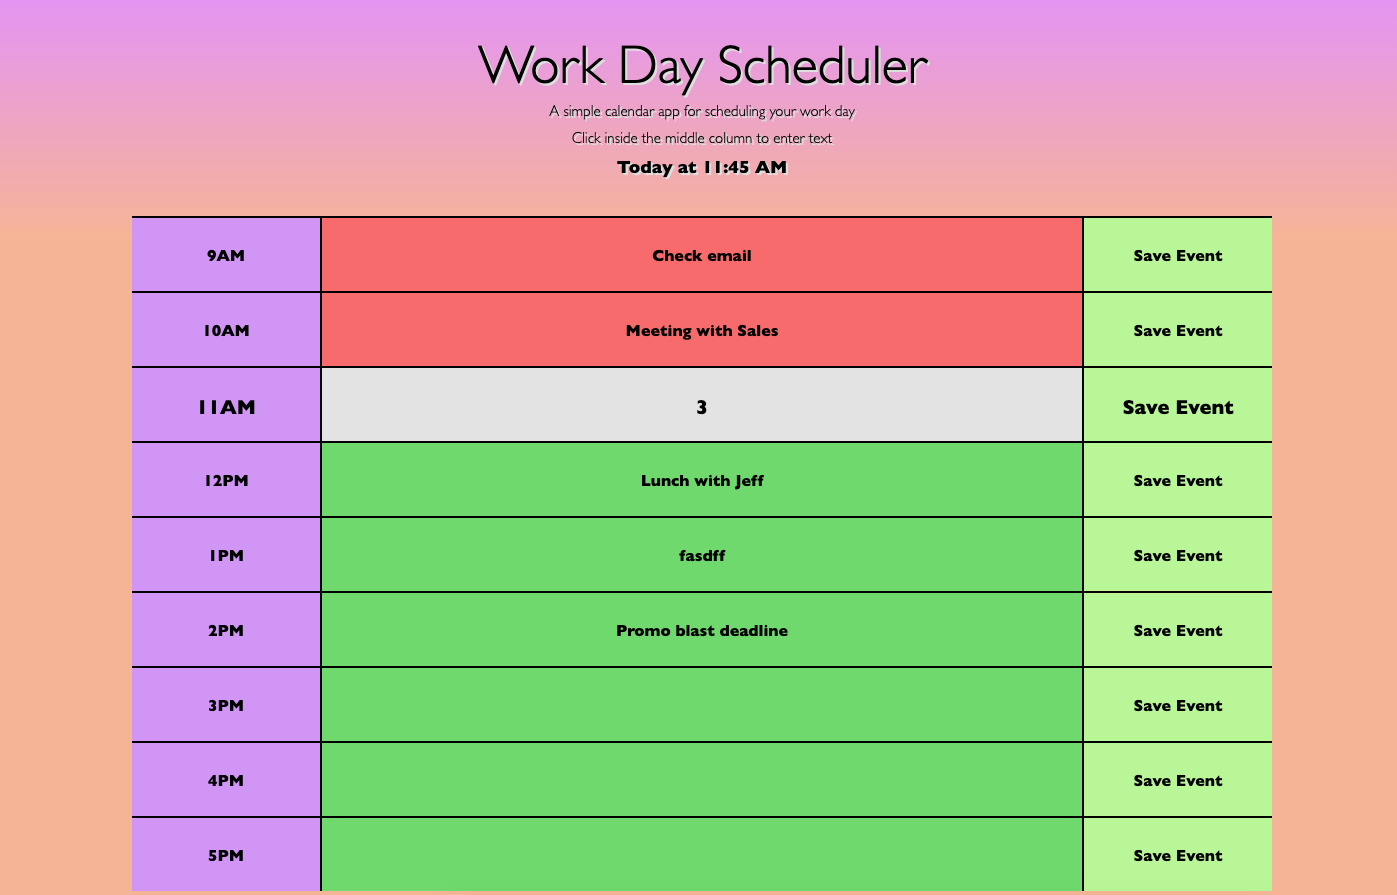 Work Day Scheduler
A simple calendar app for scheduling your work day
Click inside the middle column to enter text
Today at 11:45 AM
9AM Check email Save Event
10AM Meeting with Sales Save Event
11AM 3 Save Event
12PM Lunch with Jeff Save Event
1PM fasdff Save Event
2PM Promo blast deadline Save Event
3PM Save Event
4PM Save Event
5PM Save Event